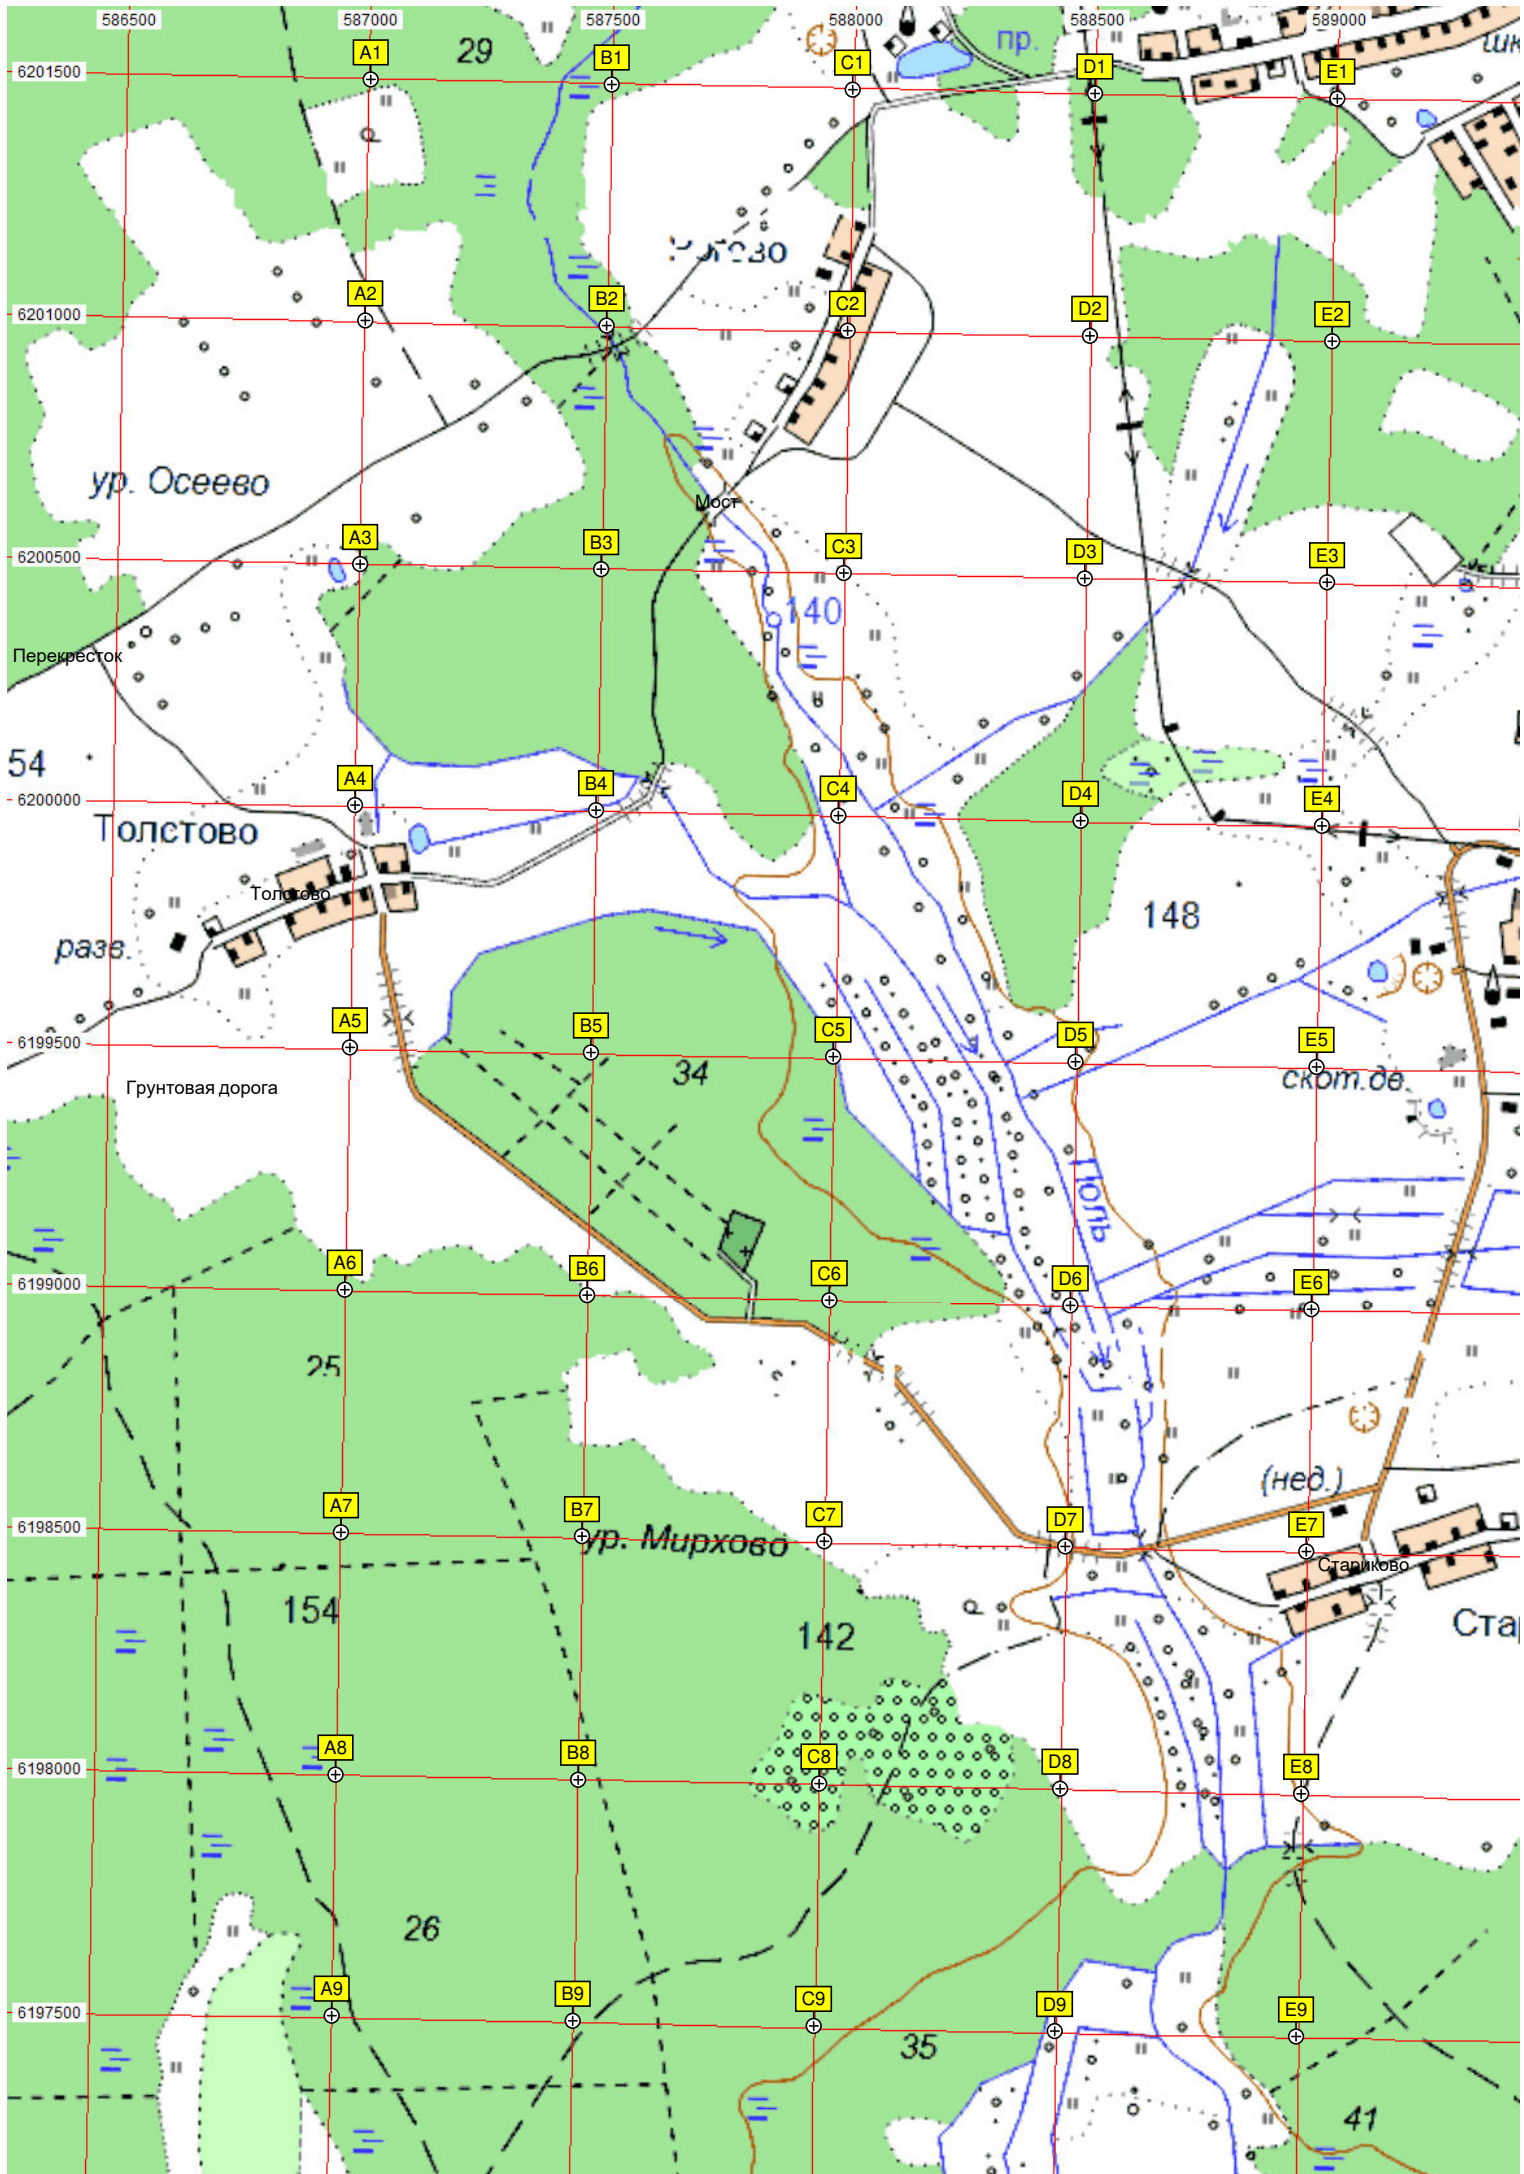 586500 587000 587500 588000 588500 589000
29
пр.
шк
A1 B1 C1 D1 E1
6201500
A2 B2 C2 D2 E2
6201000
ур. Осеево
Мост
A3 B3 C3 D3 E3
6200500
140
Перекресток
54
A4 B4 C4 D4 E4
6200000
Толстово
Толстово
148
разв.
A5 B5 C5 D5 E5
6199500
34
скот.дв.
Грунтовая дорога
Поль
A6 B6 C6 D6 E6
6199000
25
(нед.)
A7 B7 C7 D7 E7
6198500
ур. Мирхово
Стариково
154
142
Стар
A8 B8 C8 D8 E8
6198000
26
A9 B9 C9 D9 E9
6197500
35
41